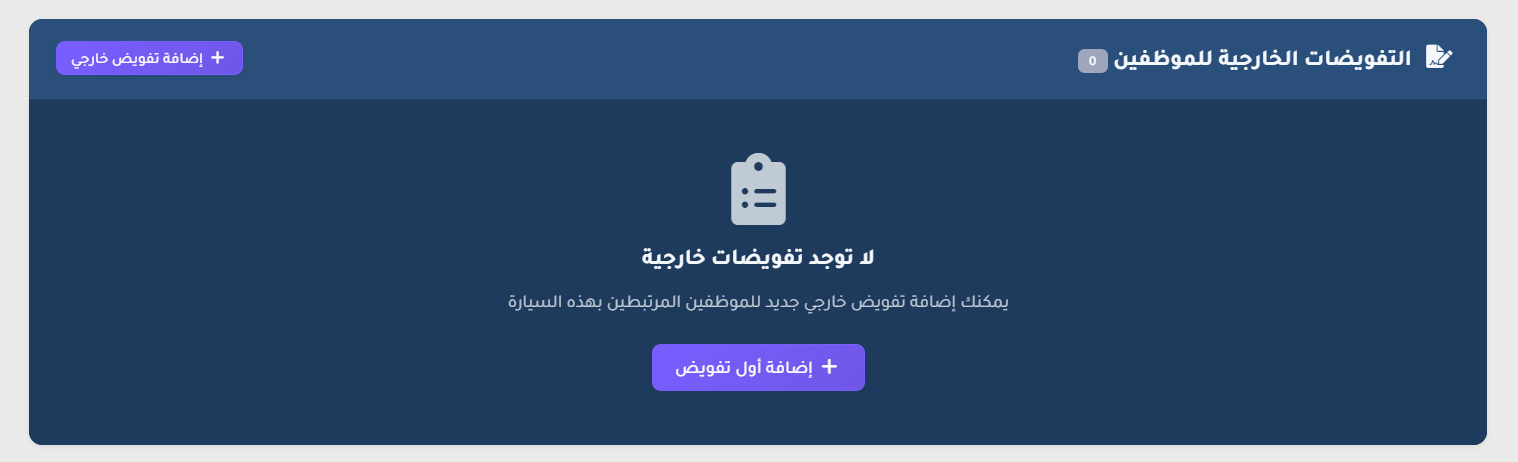 التفويضات الخارجية للموظفين 0
إضافة تفويض خارجي
لا توجد تفويضات خارجية
يمكنك إضافة تفويض خارجي جديد للموظفين المرتبطين بهذه السيارة
إضافة أول تفويض